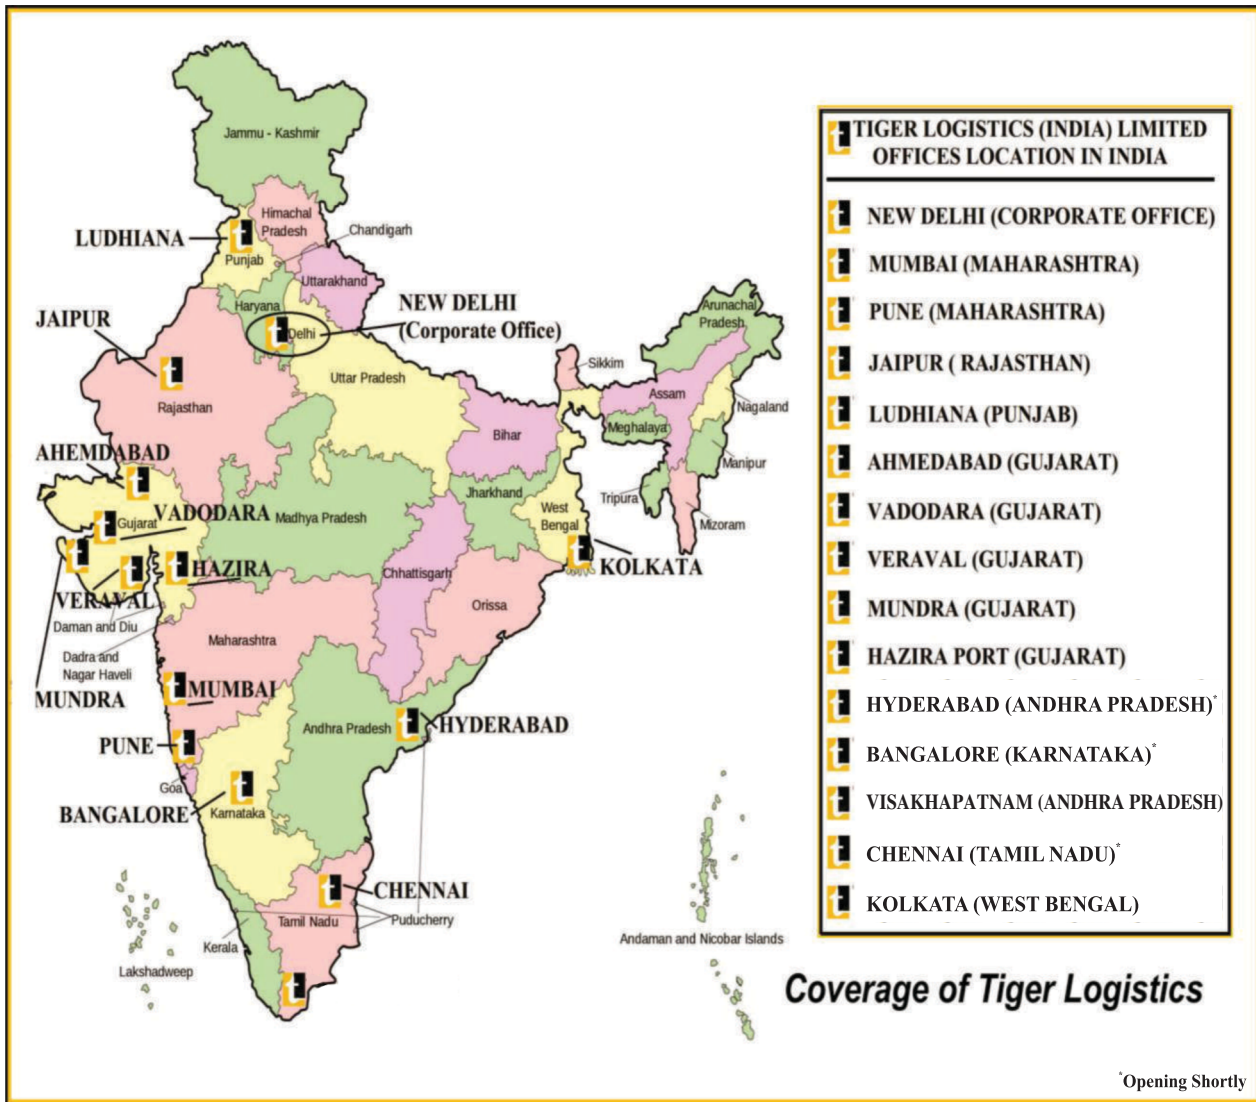 Jammu - Kashmir
Himachal
Pradesh
Chandigarh
LUDHIANA
Punjab
Uttarakhand
Haryana
NEW DELHI
(Corporate Office)
Delhi
JAIPUR
Rajasthan
Uttar Pradesh
Arunachal
Pradesh
Sikkim
Assam
Nagaland
Meghalaya
Manipur
Tripura
Mizoram
Bihar
AHEMDABAD
Gujarat
VADODARA
Madhya Pradesh
Jharkhand
West
Bengal
KOLKATA
HAZIRA
Chhattisgarh
VERAVAL
Orissa
Daman and Diu
Maharashtra
Dadra and
Nagar Haveli
MUNDRA
MUMBAI
PUNE
Andhra Pradesh
HYDERABAD
Goa
BANGALORE
Karnataka
CHENNAI
Tamil Nadu
Puducherry
Kerala
Lakshadweep
Andaman and Nicobar Islands
t TIGER LOGISTICS (INDIA) LIMITED
OFFICES LOCATION IN INDIA
t NEW DELHI (CORPORATE OFFICE)
t MUMBAI (MAHARASHTRA)
t PUNE (MAHARASHTRA)
t JAIPUR ( RAJASTHAN)
t LUDHIANA (PUNJAB)
t AHMEDABAD (GUJARAT)
t VADODARA (GUJARAT)
t VERAVAL (GUJARAT)
t MUNDRA (GUJARAT)
t HAZIRA PORT (GUJARAT)
t HYDERABAD (ANDHRA PRADESH)*
t BANGALORE (KARNATAKA)*
t VISAKHAPATNAM (ANDHRA PRADESH)
t CHENNAI (TAMIL NADU)*
t KOLKATA (WEST BENGAL)
Coverage of Tiger Logistics
*Opening Shortly